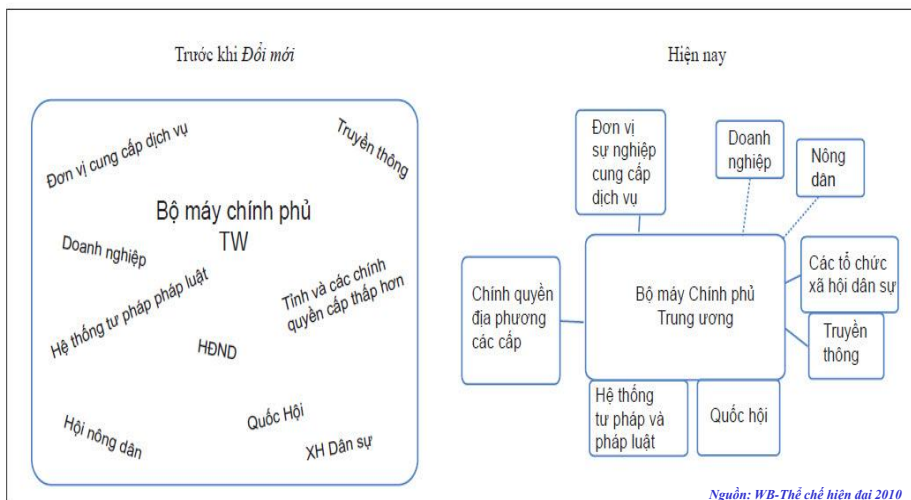 Trước khi Đổi mới
Đơn vị cung cấp dịch vụ
Truyền thông
Bộ máy chính phủ
TW
Doanh nghiệp
Hệ thống tư pháp pháp luật
Tỉnh và các chính
quyền cấp thấp hơn
HĐND
Hội nông dân
Quốc Hội
XH Dân sự
Hiện nay
Đơn vị
sự nghiệp
cung cấp
dịch vụ
Doanh
nghiệp
Nông
dân
Chính quyền
địa phương
các cấp
Bộ máy Chính phủ
Trung ương
Các tổ chức
xã hội dân sự
Truyền
thông
Hệ thống
tư pháp và
pháp luật
Quốc hội
Nguồn: WB-Thể chế hiện đại 2010